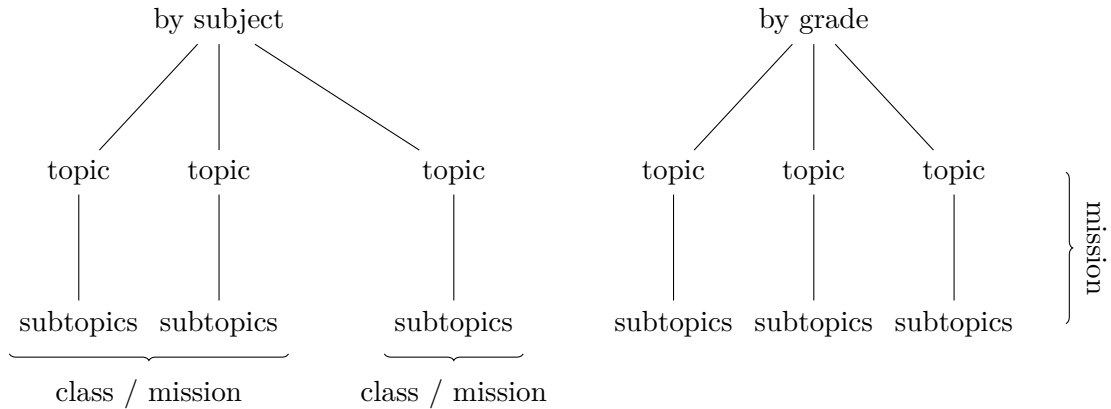 by subject
by grade
topic topic topic
topic topic topic
mission
subtopics subtopics subtopics
subtopics subtopics subtopics
class / mission
class / mission